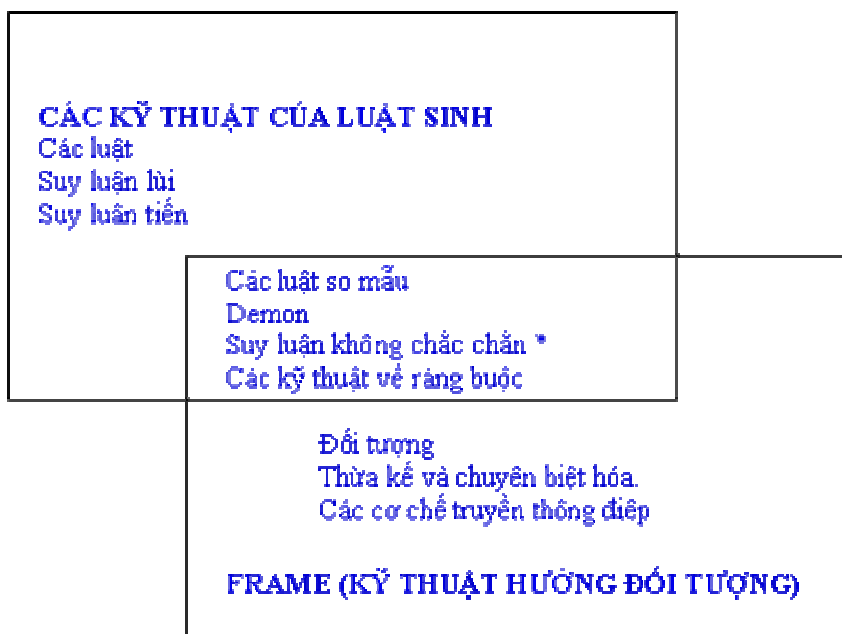 CÁC KỸ THUẬT CỦA LUẬT SINH
Các luật
Suy luận lùi
Suy luân tiến
Các luật so mẫu
Demon
Suy luận không chắc chắn *
Các kỹ thuật về ràng buộc
Đối tượng
Thừa kế và chuyên biệt hóa.
Các cơ chế truyền thông điệp
FRAME (KỸ THUẬT HƯỚNG ĐỐI TƯỢNG)